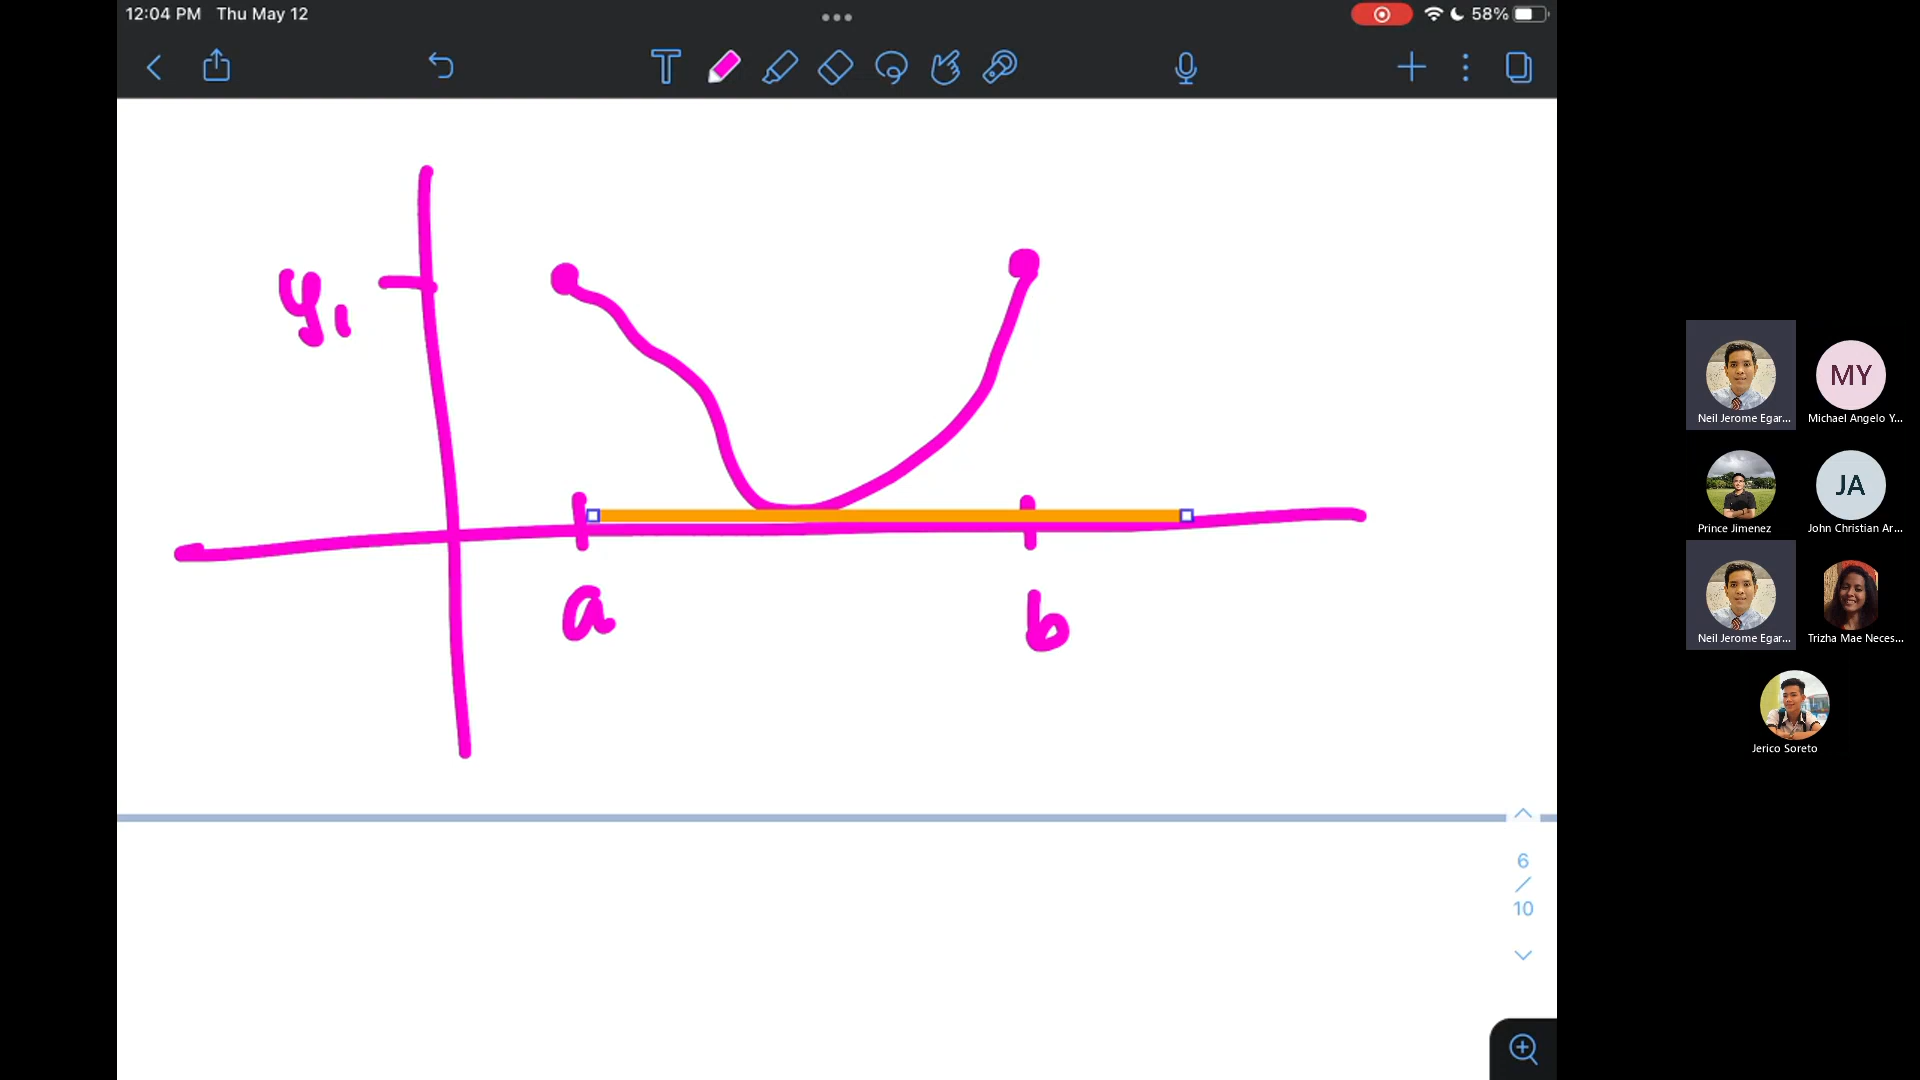 12:04 PM Thu May 12
58%
T
y1
a
b
6
/
10
Neil Jerome Egar...
MY
Michael Angelo Y...
Prince Jimenez
JA
John Christian Ar...
Neil Jerome Egar...
Trizha Mae Neces...
Jerico Soreto